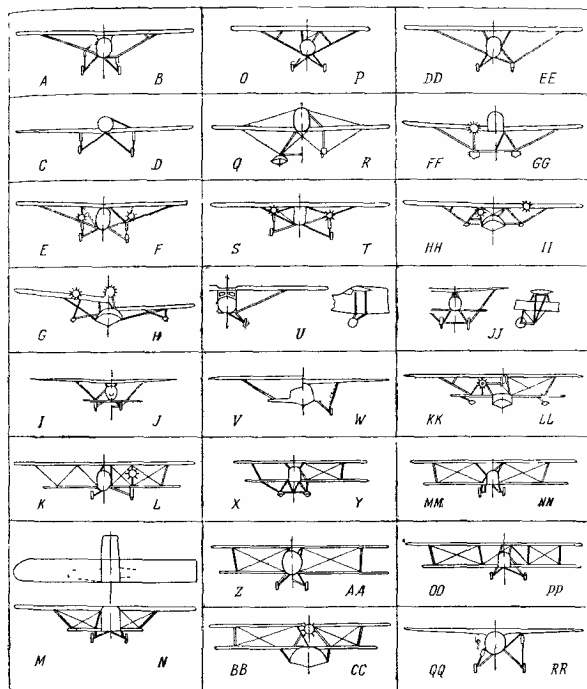 A B O P DD EE
C D Q R FF GG
E F S T HH II
G H U JJ
I J V W KK LL
K L X Y MM NN
Z AA OO PP
M N BB CC QQ RR